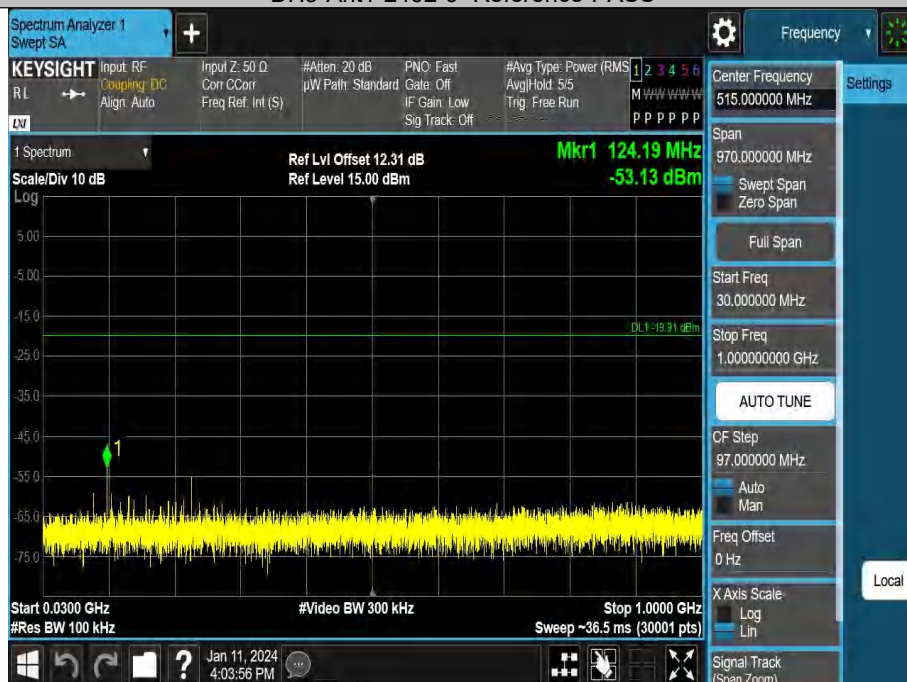 Spectrum Analyzer 1
Swept SA
+
Frequency
KEYSIGHT
RL
LXI
Input: RF
Coupling: DC
Align: Auto
Input Z: 50 Ω
Corr CCorr
Freq Ref: Int (S)
#Atten: 20 dB
µW Path: Standard
PNO: Fast
Gate: Off
IF Gain: Low
Sig Track: Off
#Avg Type: Power (RMS
Avg|Hold: 5/5
Trig: Free Run
1 2 3 4 5 6
M W W W W W
P P P P P P
Center Frequency
515.000000 MHz
Settings
Span
970.000000 MHz
Swept Span
Zero Span
Full Span
Start Freq
30.000000 MHz
Stop Freq
1.000000000 GHz
AUTO TUNE
CF Step
97.000000 MHz
Auto
Man
Freq Offset
0 Hz
X Axis Scale
Log
Lin
Signal Track
(Span Zoom)
Local
1 Spectrum
Scale/Div 10 dB
Ref Lvl Offset 12.31 dB
Ref Level 15.00 dBm
Mkr1 124.19 MHz
-53.13 dBm
Log
5.00
-5.00
-15.0
DL1 -19.91 dBm
-25.0
-35.0
-45.0
1
-55.0
-65.0
-75.0
Start 0.0300 GHz
#Res BW 100 kHz
#Video BW 300 kHz
Stop 1.0000 GHz
Sweep ~36.5 ms (30001 pts)
?
Jan 11, 2024
4:03:56 PM